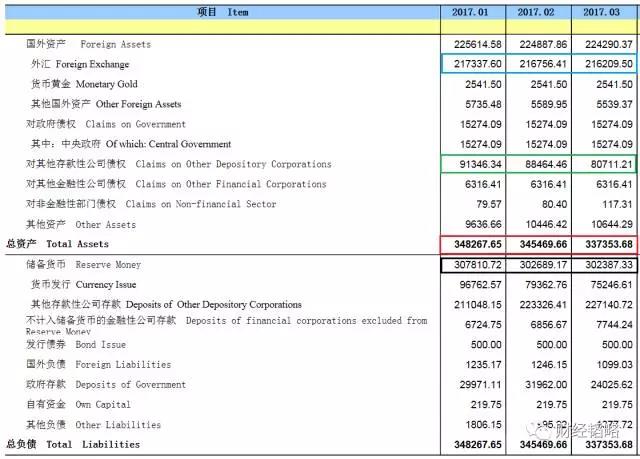 项目 Item 2017.01 2017.02 2017.03
国外资产 Foreign Assets 225614.58 224887.86 224290.37
外汇 Foreign Exchange 217337.60 216756.41 216209.50
货币黄金 Monetary Gold 2541.50 2541.50 2541.50
其他国外资产 Other Foreign Assets 5735.48 5589.95 5539.37
对政府债权 Claims on Government 15274.09 15274.09 15274.09
其中：中央政府 Of which: Central Government 15274.09 15274.09 15274.09
对其他存款性公司债权 Claims on Other Depository Corporations 91346.34 88464.46 80711.21
对其他金融性公司债权 Claims on Other Financial Corporations 6316.41 6316.41 6316.41
对非金融性部门债权 Claims on Non-financial Sector 79.57 80.40 117.31
其他资产 Other Assets 9636.66 10446.42 10644.29
总资产 Total Assets 348267.65 345469.66 337353.68
储备货币 Reserve Money 307810.72 302689.17 302387.33
货币发行 Currency Issue 96762.57 79362.76 75246.61
其他存款性公司存款 Deposits of Other Depository Corporations 211048.15 223326.41 227140.72
不计入储备货币的金融性公司存款 Deposits of financial corporations excluded from
Reserve Money 6724.75 6856.67 7744.24
发行债券 Bond Issue 500.00 500.00 500.00
国外负债 Foreign Liabilities 1235.17 1246.15 1099.03
政府存款 Deposits of Government 29971.11 31962.00 24025.62
自有资金 Own Capital 219.75 219.75 219.75
其他负债 Other Liabilities 1806.15
财经韬略
总负债 Total Liabilities 348267.65 345469.66 337353.68